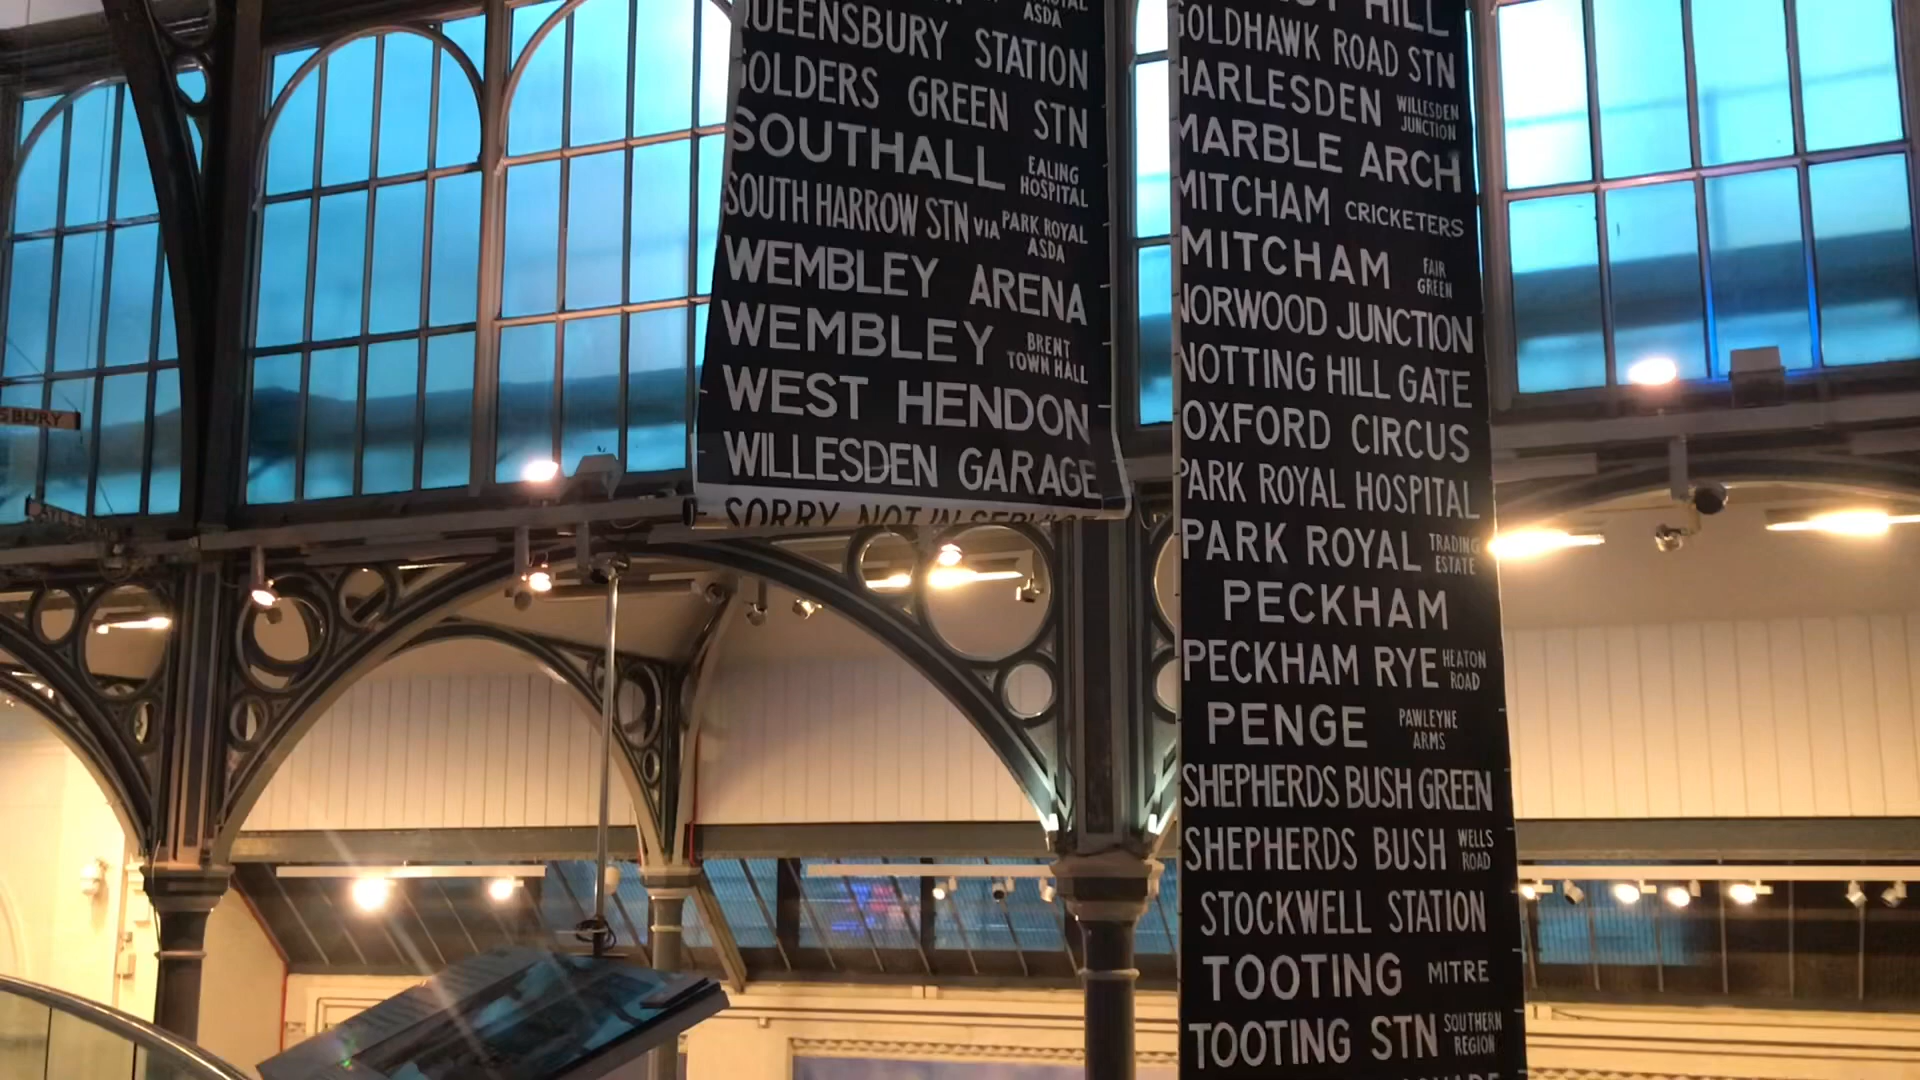 ASDA
QUEENSBURY STATION
GOLDERS GREEN STN
SOUTHALL EALING HOSPITAL
SOUTH HARROW STN VIA PARK ROYAL ASDA
WEMBLEY ARENA
WEMBLEY BRENT TOWN HALL
WEST HENDON
WILLESDEN GARAGE
SORRY NOT IN SERVICE
HILL
GOLDHAWK ROAD STN
HARLESDEN WILLESDEN JUNCTION
MARBLE ARCH
MITCHAM CRICKETERS
MITCHAM FAIR GREEN
NORWOOD JUNCTION
NOTTING HILL GATE
OXFORD CIRCUS
PARK ROYAL HOSPITAL
PARK ROYAL TRADING ESTATE
PECKHAM
PECKHAM RYE HEATON ROAD
PENGE PAWLEYNE ARMS
SHEPHERDS BUSH GREEN
SHEPHERDS BUSH WELLS ROAD
STOCKWELL STATION
TOOTING MITRE
TOOTING STN SOUTHERN REGION
SBURY